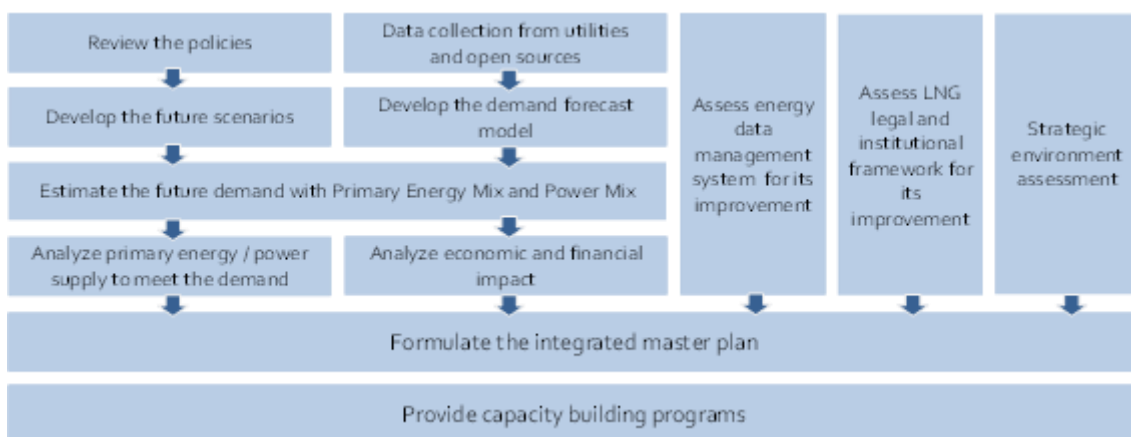 Review the policies
Data collection from utilities
and open sources
Develop the future scenarios
Develop the demand forecast
model
Estimate the future demand with Primary Energy Mix and Power Mix
Analyze primary energy / power
supply to meet the demand
Analyze economic and financial
impact
Assess energy
data
management
system for its
improvement
Assess LNG
legal and
institutional
framework for
its
improvement
Strategic
environment
assessment
Formulate the integrated master plan
Provide capacity building programs